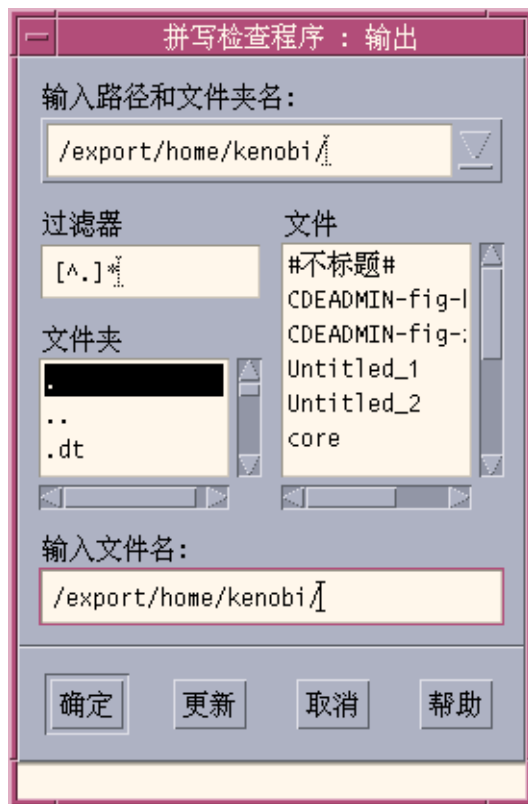 拼写检查程序 : 输出
输入路径和文件夹名:
/export/home/kenobi/
过滤器
[^.]*
文件夹
.
..
.dt
文件
#不标题#
CDEADMIN-fig-
CDEADMIN-fig-
Untitled_1
Untitled_2
core
输入文件名:
/export/home/kenobi/
确定
更新
取消
帮助